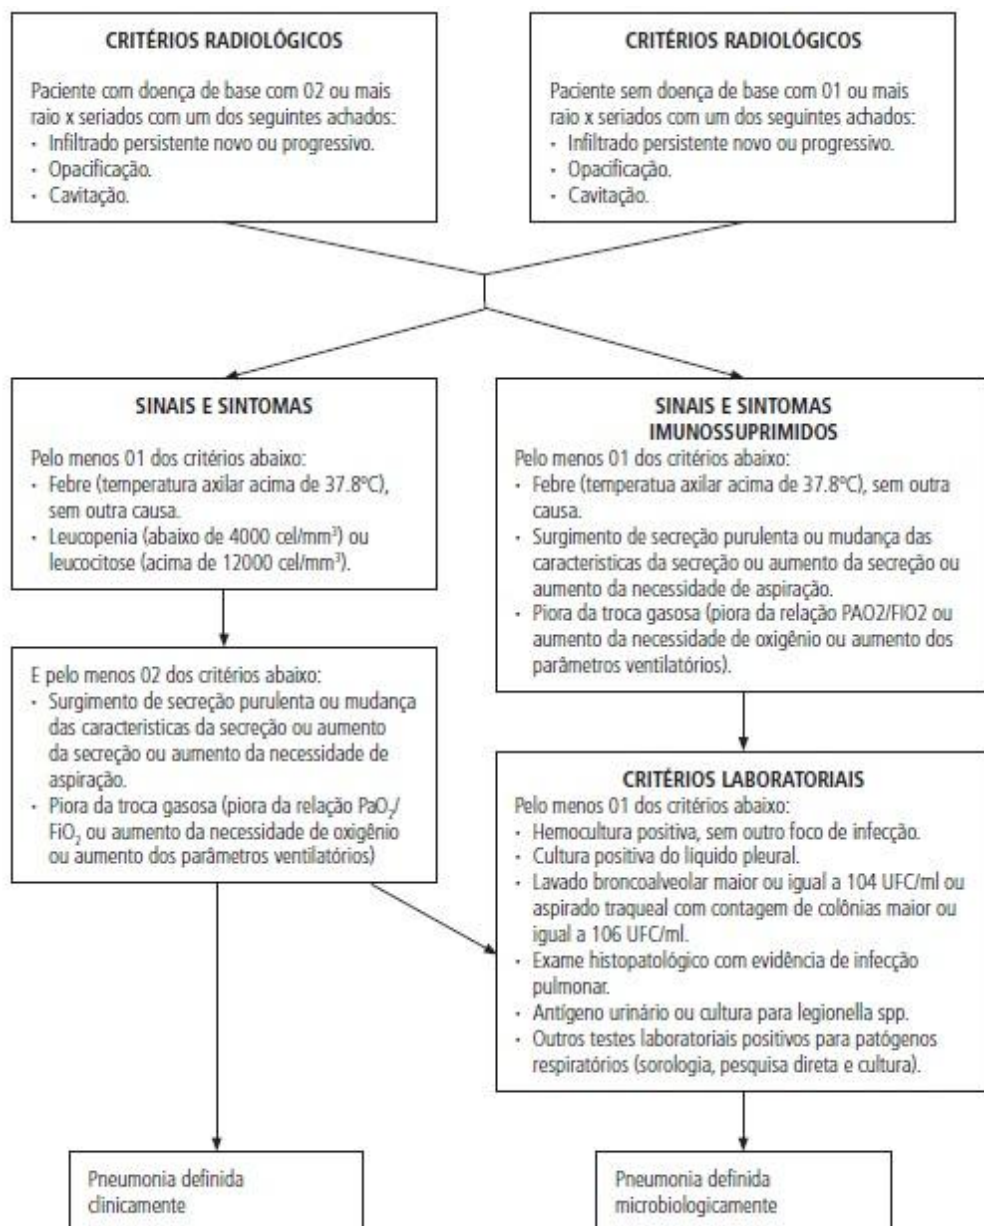 CRITÉRIOS RADIOLÓGICOS
Paciente com doença de base com 02 ou mais
raio x seriados com um dos seguintes achados:
· Infiltrado persistente novo ou progressivo.
· Opacificação.
· Cavitação.
CRITÉRIOS RADIOLÓGICOS
Paciente sem doença de base com 01 ou mais
raio x seriados com um dos seguintes achados:
· Infiltrado persistente novo ou progressivo.
· Opacificação.
· Cavitação.
SINAIS E SINTOMAS
Pelo menos 01 dos critérios abaixo:
· Febre (temperatura axilar acima de 37.8ºC),
sem outra causa.
· Leucopenia (abaixo de 4000 cel/mm³) ou
leucocitose (acima de 12000 cel/mm³).
E pelo menos 02 dos critérios abaixo:
· Surgimento de secreção purulenta ou mudança
das características da secreção ou aumento
da secreção ou aumento da necessidade de
aspiração.
· Piora da troca gasosa (piora da relação PaO₂/
FiO₂ ou aumento da necessidade de oxigênio
ou aumento dos parâmetros ventilatórios)
SINAIS E SINTOMAS
IMUNOSSUPRIMIDOS
Pelo menos 01 dos critérios abaixo:
· Febre (temperatua axilar acima de 37.8ºC), sem outra
causa.
· Surgimento de secreção purulenta ou mudança das
características da secreção ou aumento da secreção ou
aumento da necessidade de aspiração.
· Piora da troca gasosa (piora da relação PAO2/FIO2 ou
aumento da necessidade de oxigênio ou aumento dos
parâmetros ventilatórios).
CRITÉRIOS LABORATORIAIS
Pelo menos 01 dos critérios abaixo:
· Hemocultura positiva, sem outro foco de infecção.
· Cultura positiva do líquido pleural.
· Lavado broncoalveolar maior ou igual a 104 UFC/ml ou
aspirado traqueal com contagem de colônias maior ou
igual a 106 UFC/ml.
· Exame histopatológico com evidência de infecção
pulmonar.
· Antígeno urinário ou cultura para legionella spp.
· Outros testes laboratoriais positivos para patógenos
respiratórios (sorologia, pesquisa direta e cultura).
Pneumonia definida
clinicamente
Pneumonia definida
microbiologicamente